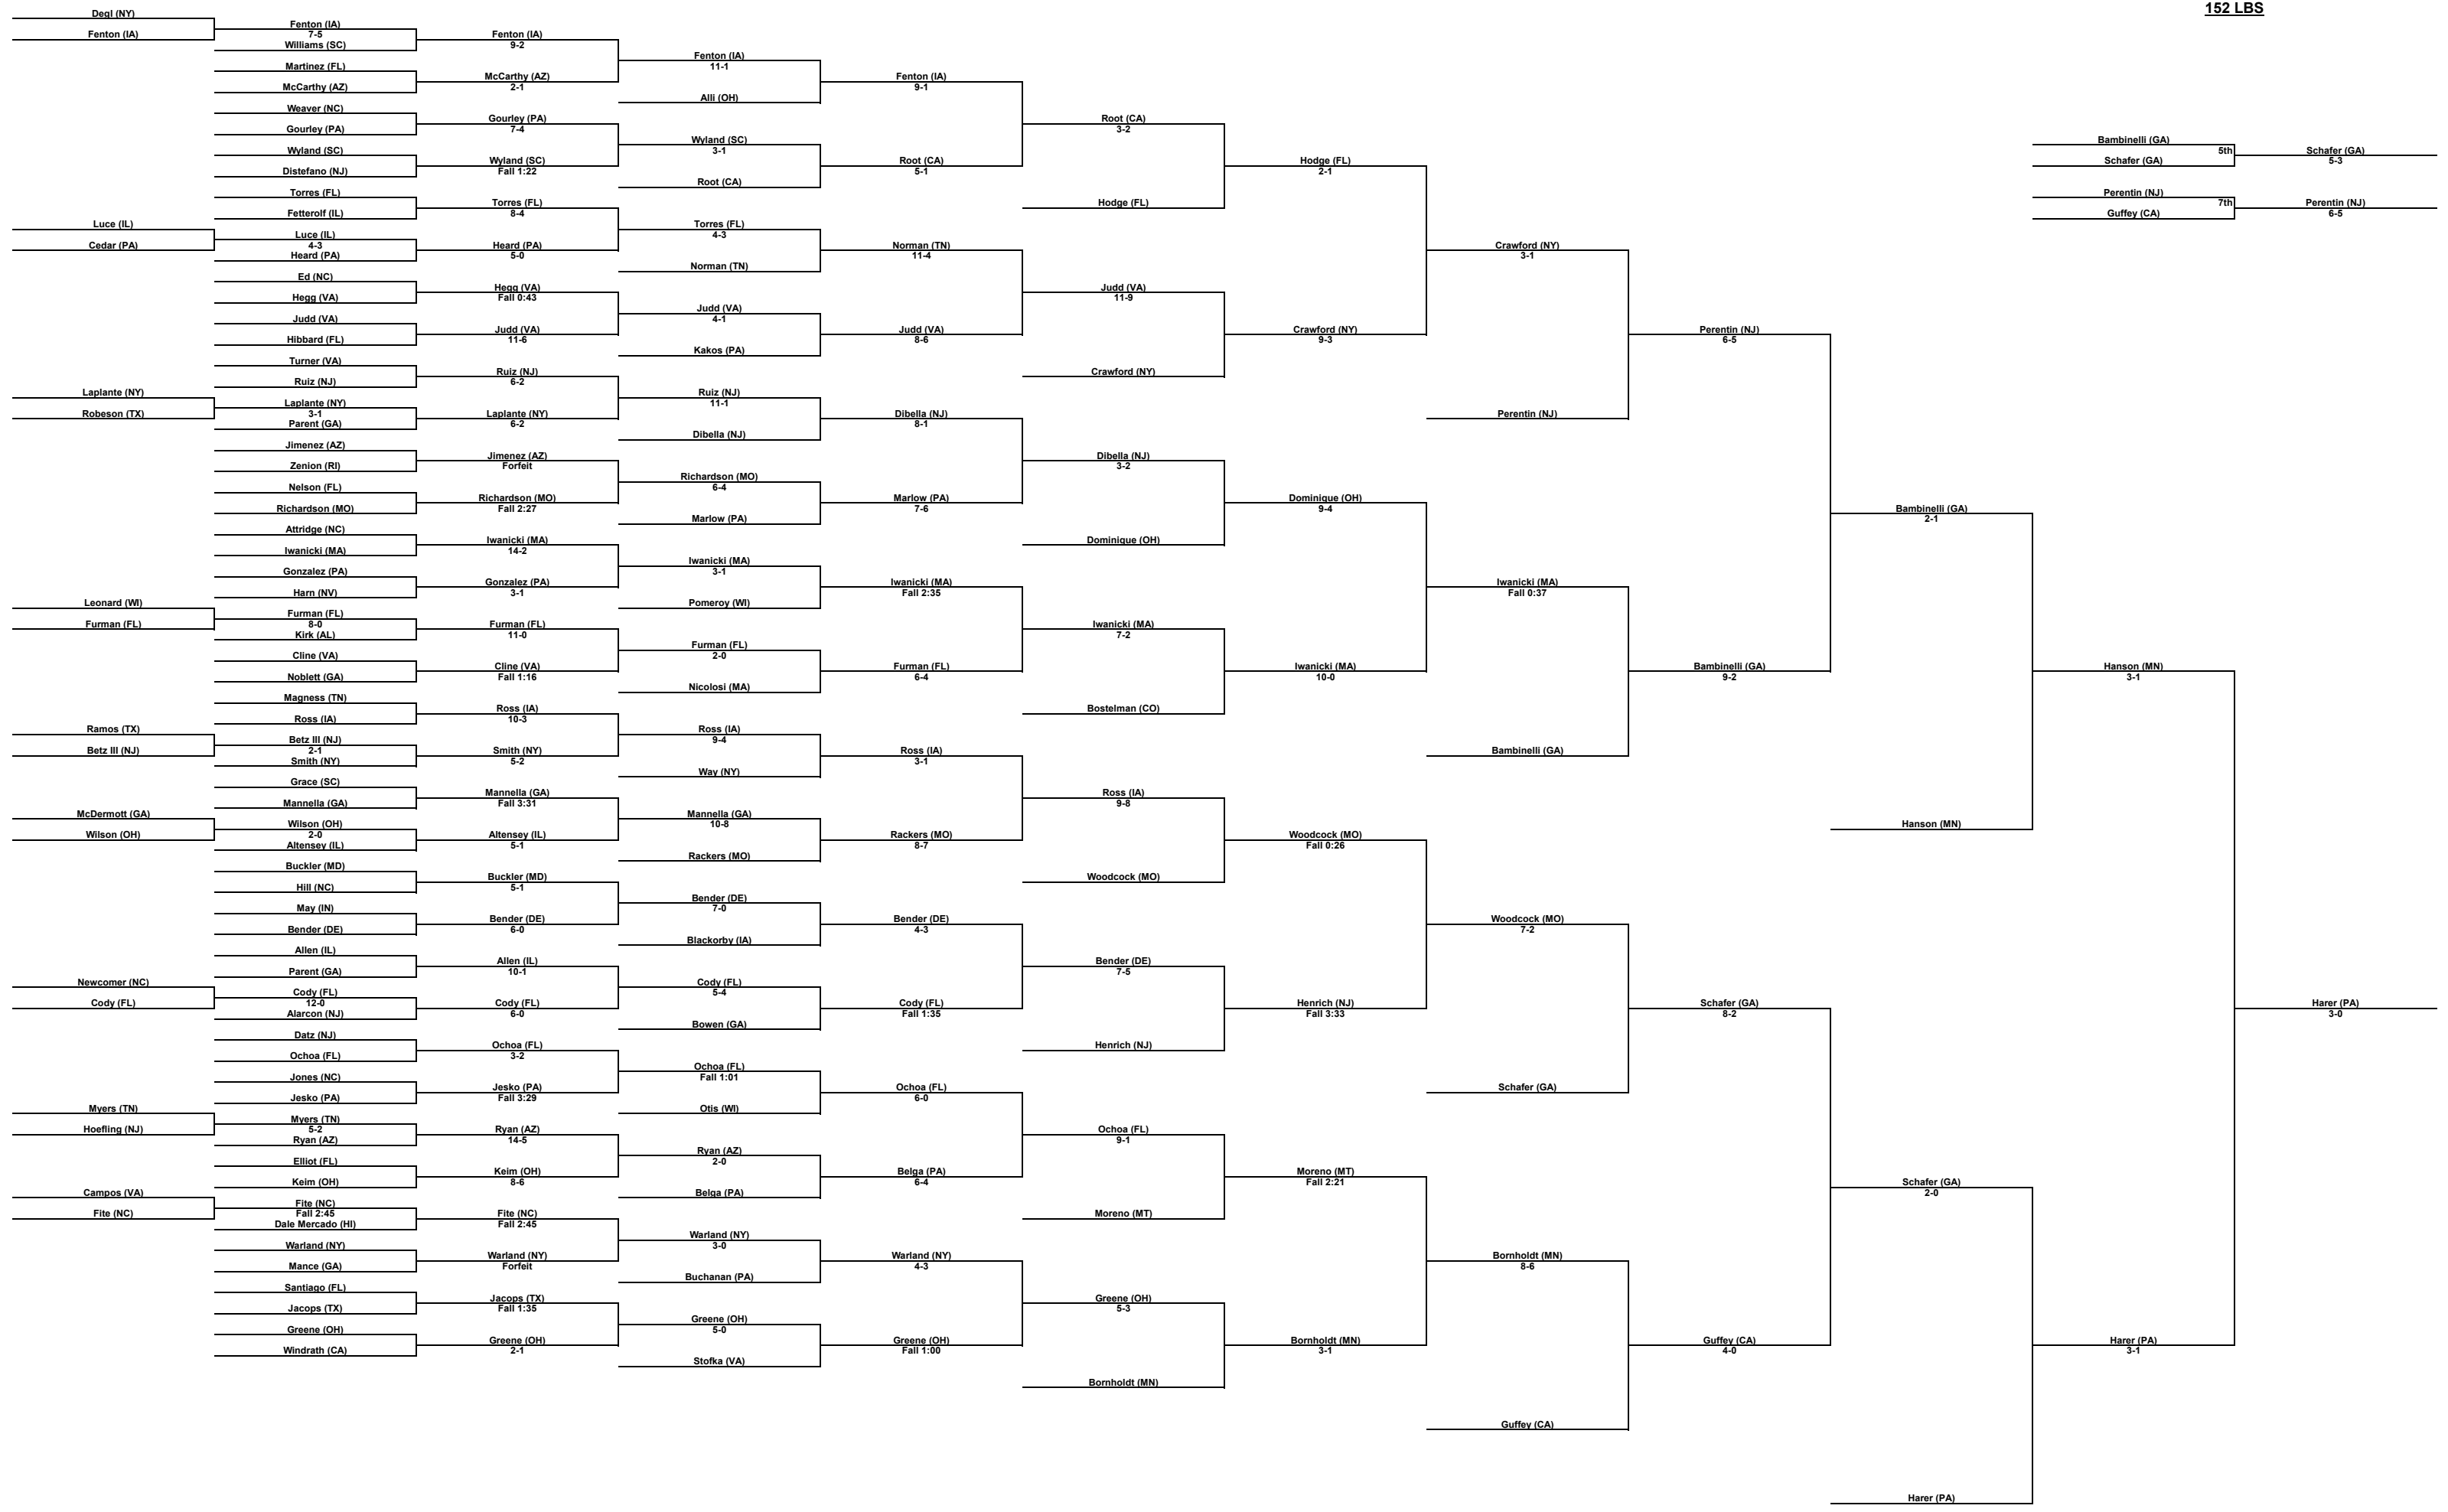 152 LBS
Degl (NY)
Fenton (IA)
Luce (IL)
Cedar (PA)
Laplante (NY)
Robeson (TX)
Leonard (WI)
Furman (FL)
Ramos (TX)
Betz III (NJ)
McDermott (GA)
Wilson (OH)
Newcomer (NC)
Cody (FL)
Myers (TN)
Hoefling (NJ)
Campos (VA)
Fite (NC)
Fenton (IA)
7-5
Williams (SC)
Martinez (FL)
McCarthy (AZ)
Weaver (NC)
Gourley (PA)
Wyland (SC)
Distefano (NJ)
Torres (FL)
Fetterolf (IL)
Luce (IL)
4-3
Heard (PA)
Ed (NC)
Hegg (VA)
Judd (VA)
Hibbard (FL)
Turner (VA)
Ruiz (NJ)
Laplante (NY)
3-1
Parent (GA)
Jimenez (AZ)
Zenion (RI)
Nelson (FL)
Richardson (MO)
Attridge (NC)
Iwanicki (MA)
Gonzalez (PA)
Harn (NV)
Furman (FL)
8-0
Kirk (AL)
Cline (VA)
Noblett (GA)
Magness (TN)
Ross (IA)
Betz III (NJ)
2-1
Smith (NY)
Grace (SC)
Mannella (GA)
Wilson (OH)
2-0
Altensey (IL)
Buckler (MD)
Hill (NC)
May (IN)
Bender (DE)
Allen (IL)
Parent (GA)
Cody (FL)
12-0
Alarcon (NJ)
Datz (NJ)
Ochoa (FL)
Jones (NC)
Jesko (PA)
Myers (TN)
5-2
Ryan (AZ)
Elliot (FL)
Keim (OH)
Fite (NC)
Fall 2:45
Dale Mercado (HI)
Warland (NY)
Mance (GA)
Santiago (FL)
Jacops (TX)
Greene (OH)
Windrath (CA)
Fenton (IA)
9-2
McCarthy (AZ)
2-1
Gourley (PA)
7-4
Wyland (SC)
Fall 1:22
Torres (FL)
8-4
Heard (PA)
5-0
Hegg (VA)
Fall 0:43
Judd (VA)
11-6
Ruiz (NJ)
6-2
Laplante (NY)
6-2
Jimenez (AZ)
Forfeit
Richardson (MO)
Fall 2:27
Iwanicki (MA)
14-2
Gonzalez (PA)
3-1
Furman (FL)
11-0
Cline (VA)
Fall 1:16
Ross (IA)
10-3
Smith (NY)
5-2
Mannella (GA)
Fall 3:31
Altensey (IL)
5-1
Buckler (MD)
5-1
Bender (DE)
6-0
Allen (IL)
10-1
Cody (FL)
6-0
Ochoa (FL)
3-2
Jesko (PA)
Fall 3:29
Ryan (AZ)
14-5
Keim (OH)
8-6
Fite (NC)
Fall 2:45
Warland (NY)
Forfeit
Jacops (TX)
Fall 1:35
Greene (OH)
2-1
Fenton (IA)
11-1
Alli (OH)
Wyland (SC)
3-1
Root (CA)
Torres (FL)
4-3
Norman (TN)
Judd (VA)
4-1
Kakos (PA)
Ruiz (NJ)
11-1
Dibella (NJ)
Richardson (MO)
6-4
Marlow (PA)
Iwanicki (MA)
3-1
Pomeroy (WI)
Furman (FL)
2-0
Nicolosi (MA)
Ross (IA)
9-4
Way (NY)
Mannella (GA)
10-8
Rackers (MO)
Bender (DE)
7-0
Blackorby (IA)
Cody (FL)
5-4
Bowen (GA)
Ochoa (FL)
Fall 1:01
Otis (WI)
Ryan (AZ)
2-0
Belga (PA)
Warland (NY)
3-0
Buchanan (PA)
Greene (OH)
5-0
Stofka (VA)
Fenton (IA)
9-1
Root (CA)
5-1
Norman (TN)
11-4
Judd (VA)
8-6
Dibella (NJ)
8-1
Marlow (PA)
7-6
Iwanicki (MA)
Fall 2:35
Furman (FL)
6-4
Ross (IA)
3-1
Rackers (MO)
8-7
Bender (DE)
4-3
Cody (FL)
Fall 1:35
Ochoa (FL)
6-0
Belga (PA)
6-4
Warland (NY)
4-3
Greene (OH)
Fall 1:00
Root (CA)
3-2
Hodge (FL)
Judd (VA)
11-9
Crawford (NY)
Dibella (NJ)
3-2
Dominique (OH)
Iwanicki (MA)
7-2
Bostelman (CO)
Ross (IA)
9-8
Woodcock (MO)
Bender (DE)
7-5
Henrich (NJ)
Ochoa (FL)
9-1
Moreno (MT)
Greene (OH)
5-3
Bornholdt (MN)
Hodge (FL)
2-1
Crawford (NY)
9-3
Dominique (OH)
9-4
Iwanicki (MA)
10-0
Woodcock (MO)
Fall 0:26
Henrich (NJ)
Fall 3:33
Moreno (MT)
Fall 2:21
Bornholdt (MN)
3-1
Crawford (NY)
3-1
Perentin (NJ)
Iwanicki (MA)
Fall 0:37
Bambinelli (GA)
Woodcock (MO)
7-2
Schafer (GA)
Bornholdt (MN)
8-6
Guffey (CA)
Perentin (NJ)
6-5
Bambinelli (GA)
9-2
Schafer (GA)
8-2
Guffey (CA)
4-0
Bambinelli (GA)
2-1
Hanson (MN)
Schafer (GA)
2-0
Harer (PA)
Bambinelli (GA)
5th
Schafer (GA)
Perentin (NJ)
7th
Guffey (CA)
Hanson (MN)
3-1
Harer (PA)
3-1
Schafer (GA)
5-3
Perentin (NJ)
6-5
Harer (PA)
3-0